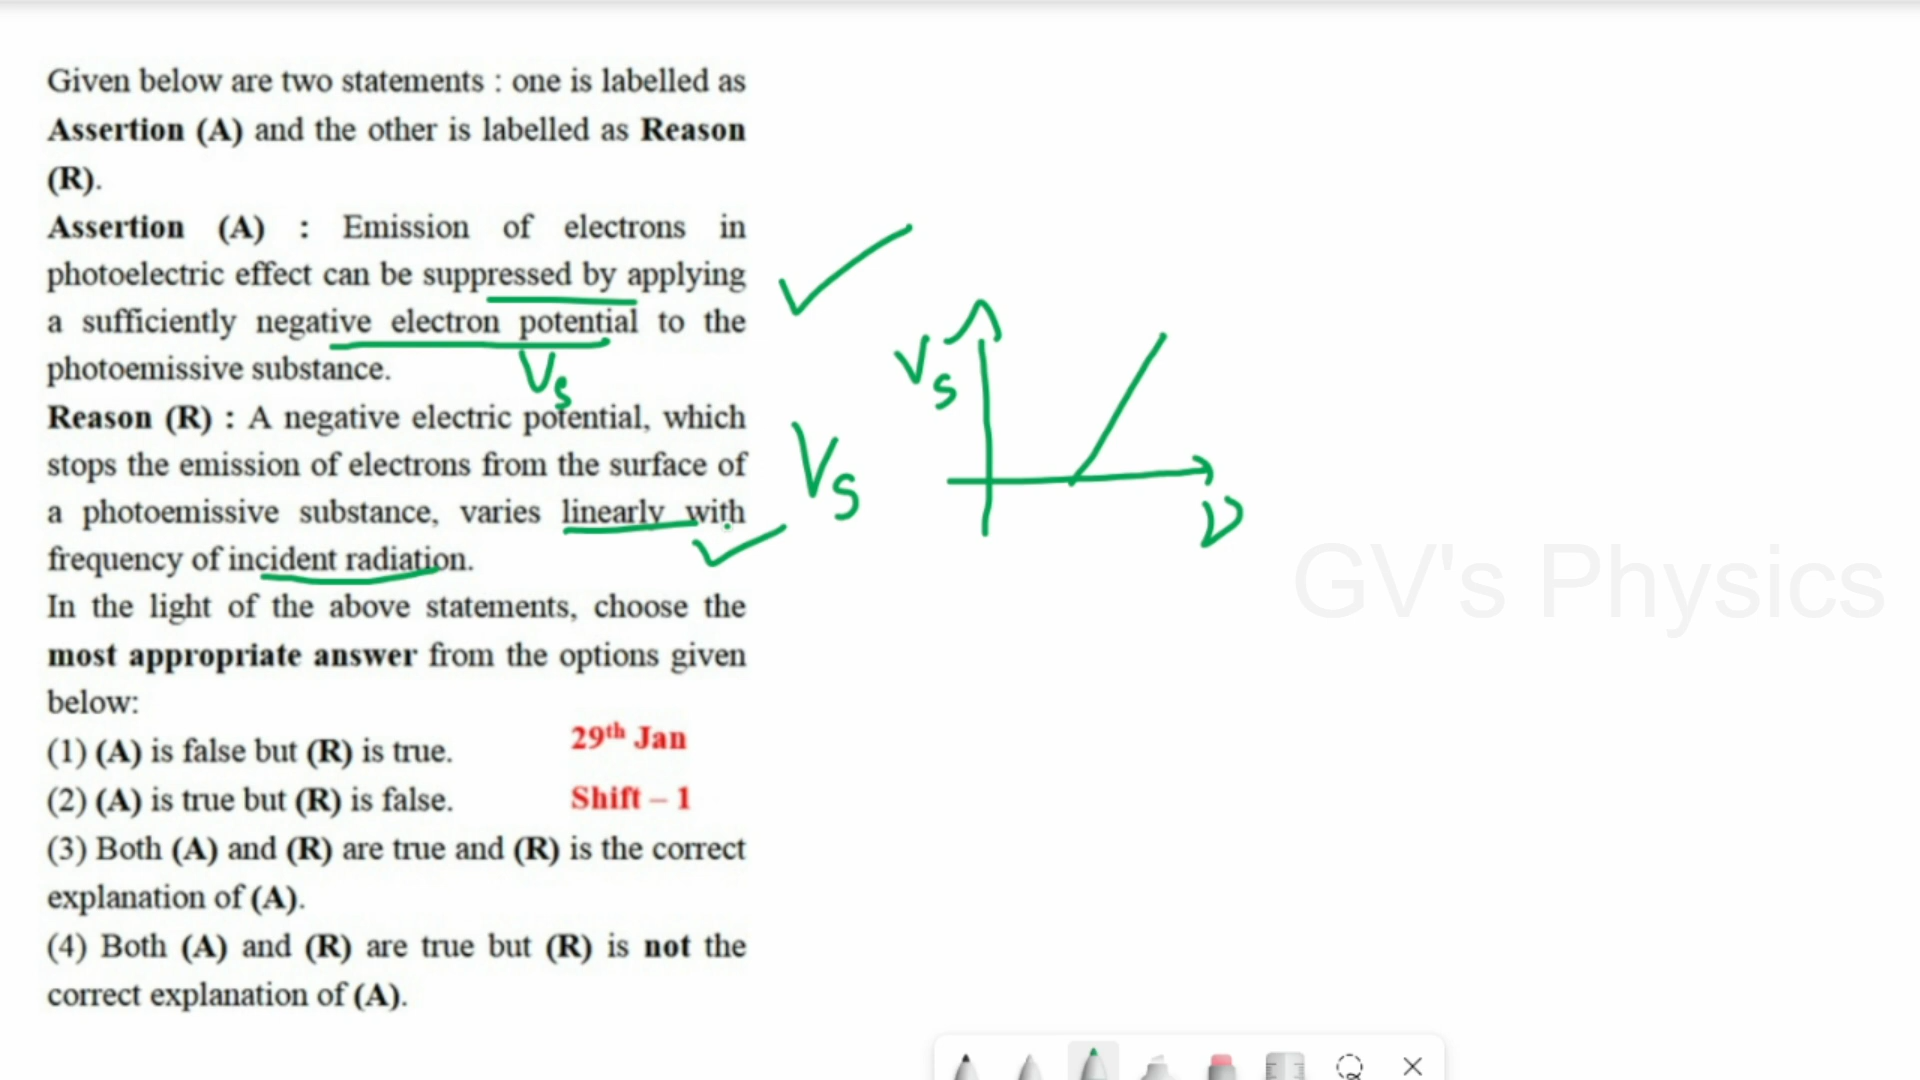 Given below are two statements : one is labelled as
Assertion (A) and the other is labelled as Reason
(R).
Assertion (A) : Emission of electrons in
photoelectric effect can be suppressed by applying
a sufficiently negative electron potential to the
photoemissive substance.
Vs
Reason (R) : A negative electric potential, which
stops the emission of electrons from the surface of
a photoemissive substance, varies linearly with
frequency of incident radiation.
In the light of the above statements, choose the
most appropriate answer from the options given
below:
(1) (A) is false but (R) is true.
(2) (A) is true but (R) is false.
(3) Both (A) and (R) are true and (R) is the correct
explanation of (A).
(4) Both (A) and (R) are true but (R) is not the
correct explanation of (A).
29th Jan
Shift – 1
Vs
Vs
ν
GV's Physics